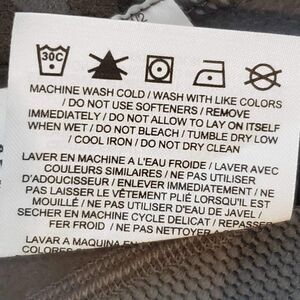 30C
MACHINE WASH COLD / WASH WITH LIKE COLORS
/ DO NOT USE SOFTENERS / REMOVE
IMMEDIATELY / DO NOT ALLOW TO LAY ON ITSELF
WHEN WET / DO NOT BLEACH / TUMBLE DRY LOW
/ COOL IRON / DO NOT DRY CLEAN
LAVER EN MACHINE A L'EAU FROIDE / LAVER AVEC
COULEURS SIMILAIRES / NE PAS UTILISER
D'ADOUCISSEUR / ENLEVER IMMEDIATEMENT / NE
PAS LAISSER LE VÊTEMENT PLIÉ LORSQU'IL EST
MOUILLÉ / NE PAS UTILISER D'EAU DE JAVEL /
SECHER EN MACHINE CYCLE DELICAT / REPASSER
FER FROID / NE PAS NETTOYER
LAVAR A MAQUINA EN
COLORES